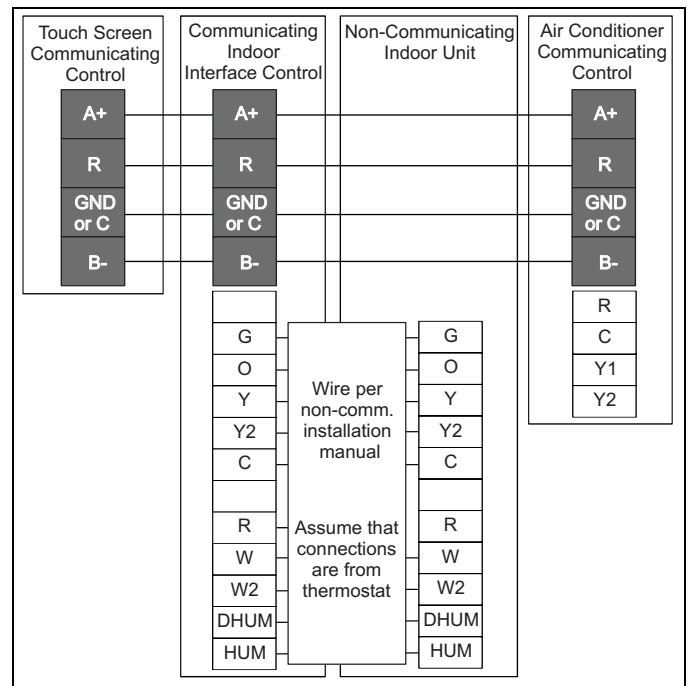 Touch Screen
Communicating
Control
A+
R
GND
or C
B-
Communicating
Indoor
Interface Control
A+
R
GND
or C
B-
G
O
Y
Y2
C
R
W
W2
DHUM
HUM
Wire per
non-comm.
installation
manual
Assume that
connections
are from
thermostat
Non-Communicating
Indoor Unit
G
O
Y
Y2
C
R
W
W2
DHUM
HUM
Air Conditioner
Communicating
Control
A+
R
GND
or C
B-
R
C
Y1
Y2